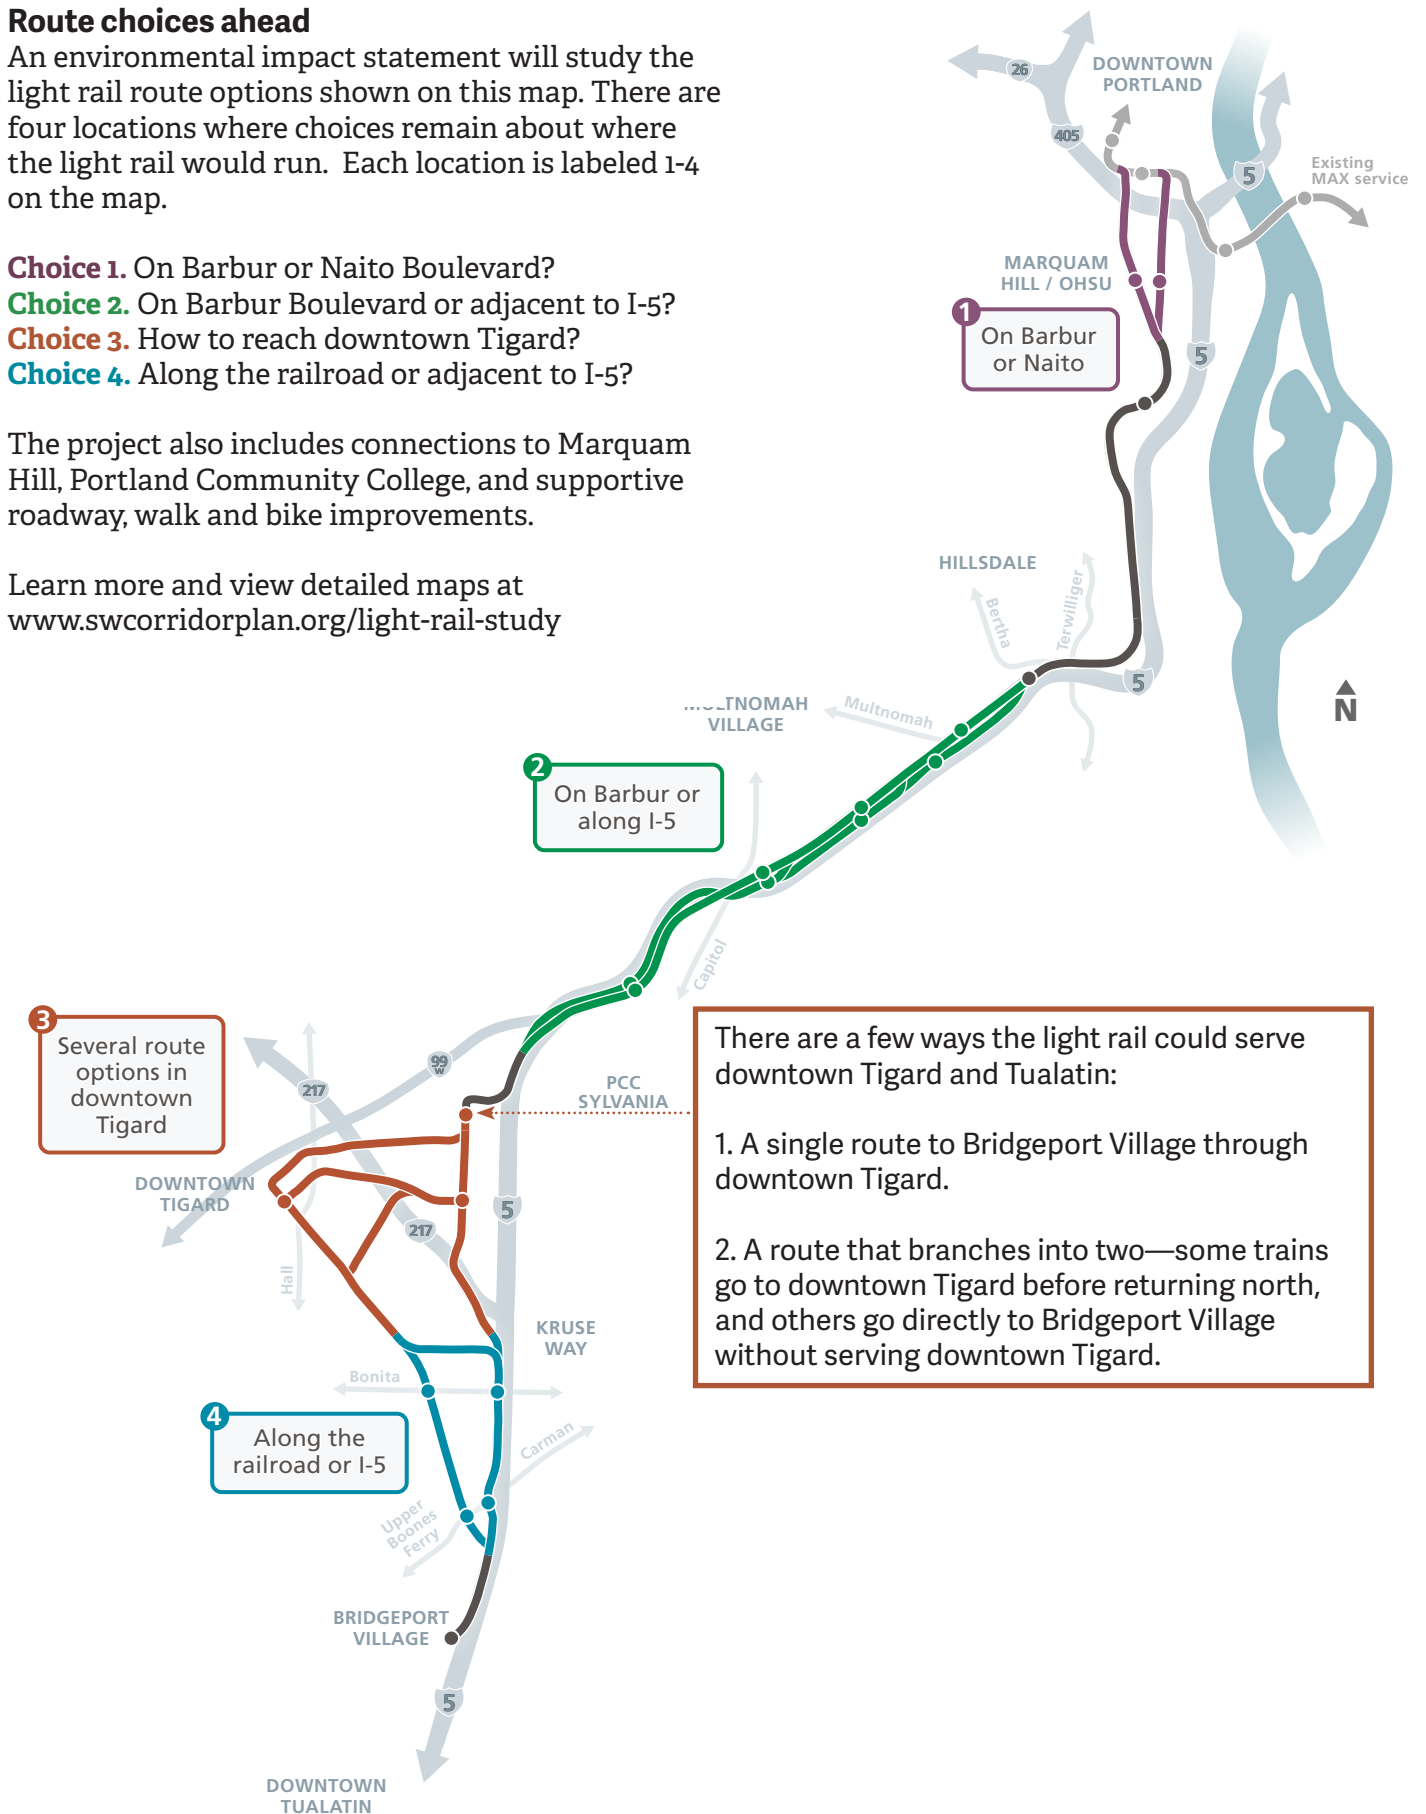 Route choices ahead
An environmental impact statement will study the
light rail route options shown on this map. There are
four locations where choices remain about where
the light rail would run.  Each location is labeled 1-4
on the map.
Choice 1. On Barbur or Naito Boulevard?
Choice 2. On Barbur Boulevard or adjacent to I-5?
Choice 3. How to reach downtown Tigard?
Choice 4. Along the railroad or adjacent to I-5?
The project also includes connections to Marquam
Hill, Portland Community College, and supportive
roadway, walk and bike improvements.
Learn more and view detailed maps at
www.swcorridorplan.org/light-rail-study
26
DOWNTOWN
PORTLAND
405
5
Existing
MAX service
MARQUAM
HILL / OHSU
1
On Barbur
or Naito
5
HILLSDALE
Bertha
Terwilliger
5
N
VILLAGE
Multnomah
2
On Barbur or
along I-5
Capitol
3
Several route
options in
downtown
Tigard
99
W
217
PCC
SYLVANIA
DOWNTOWN
TIGARD
217
5
Hall
There are a few ways the light rail could serve
downtown Tigard and Tualatin:
1. A single route to Bridgeport Village through
downtown Tigard.
2. A route that branches into two—some trains
go to downtown Tigard before returning north,
and others go directly to Bridgeport Village
without serving downtown Tigard.
KRUSE
WAY
Bonita
4
Along the
railroad or I-5
Carman
Upper
Boones
Ferry
BRIDGEPORT
VILLAGE
5
DOWNTOWN
TUALATIN